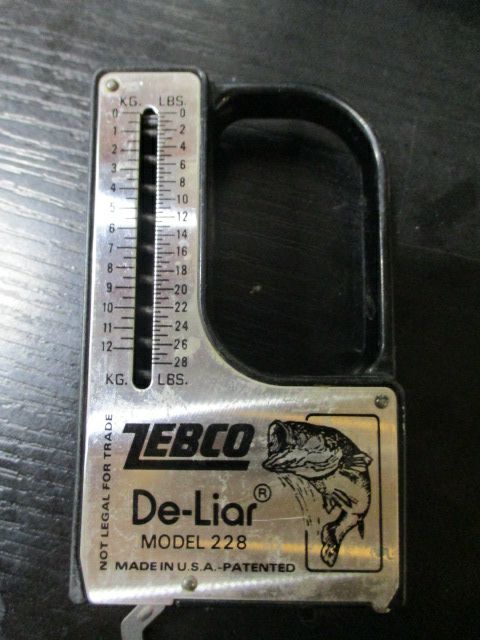 KG. LBS.
0 0
1 2
2 4
3 6
4 8
5 10
6 12
7 14
8 16
9 18
10 20
11 22
12 24
26
28
KG. LBS.
NOT LEGAL FOR TRADE
ZEBCO
De-Liar®
MODEL 228
MADE IN U.S.A.-PATENTED